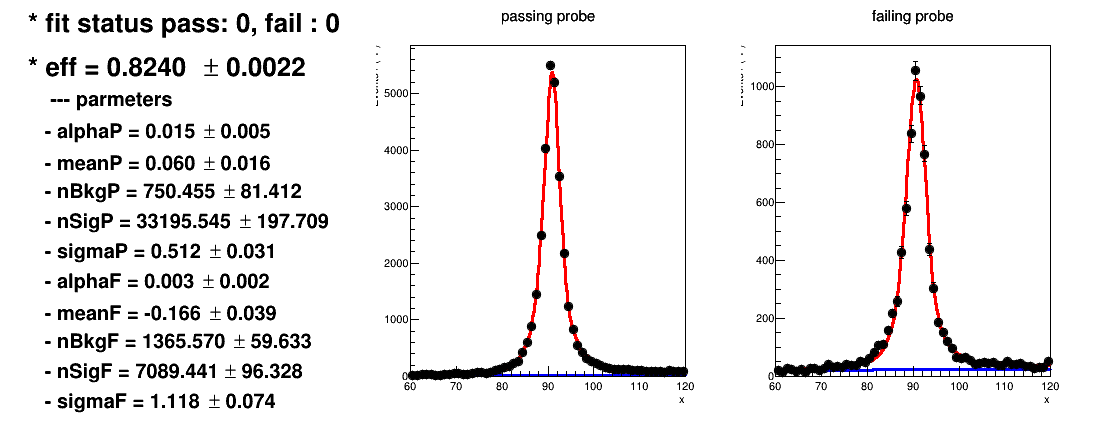 * fit status pass: 0, fail : 0
* eff = 0.8240 ± 0.0022
--- parmeters
- alphaP = 0.015 ± 0.005
- meanP = 0.060 ± 0.016
- nBkgP = 750.455 ± 81.412
- nSigP = 33195.545 ± 197.709
- sigmaP = 0.512 ± 0.031
- alphaF = 0.003 ± 0.002
- meanF = -0.166 ± 0.039
- nBkgF = 1365.570 ± 59.633
- nSigF = 7089.441 ± 96.328
- sigmaF = 1.118 ± 0.074
passing probe
5000
4000
3000
2000
1000
0
60 70 80 90 100 110 120
x
failing probe
1000
800
600
400
200
0
60 70 80 90 100 110 120
x